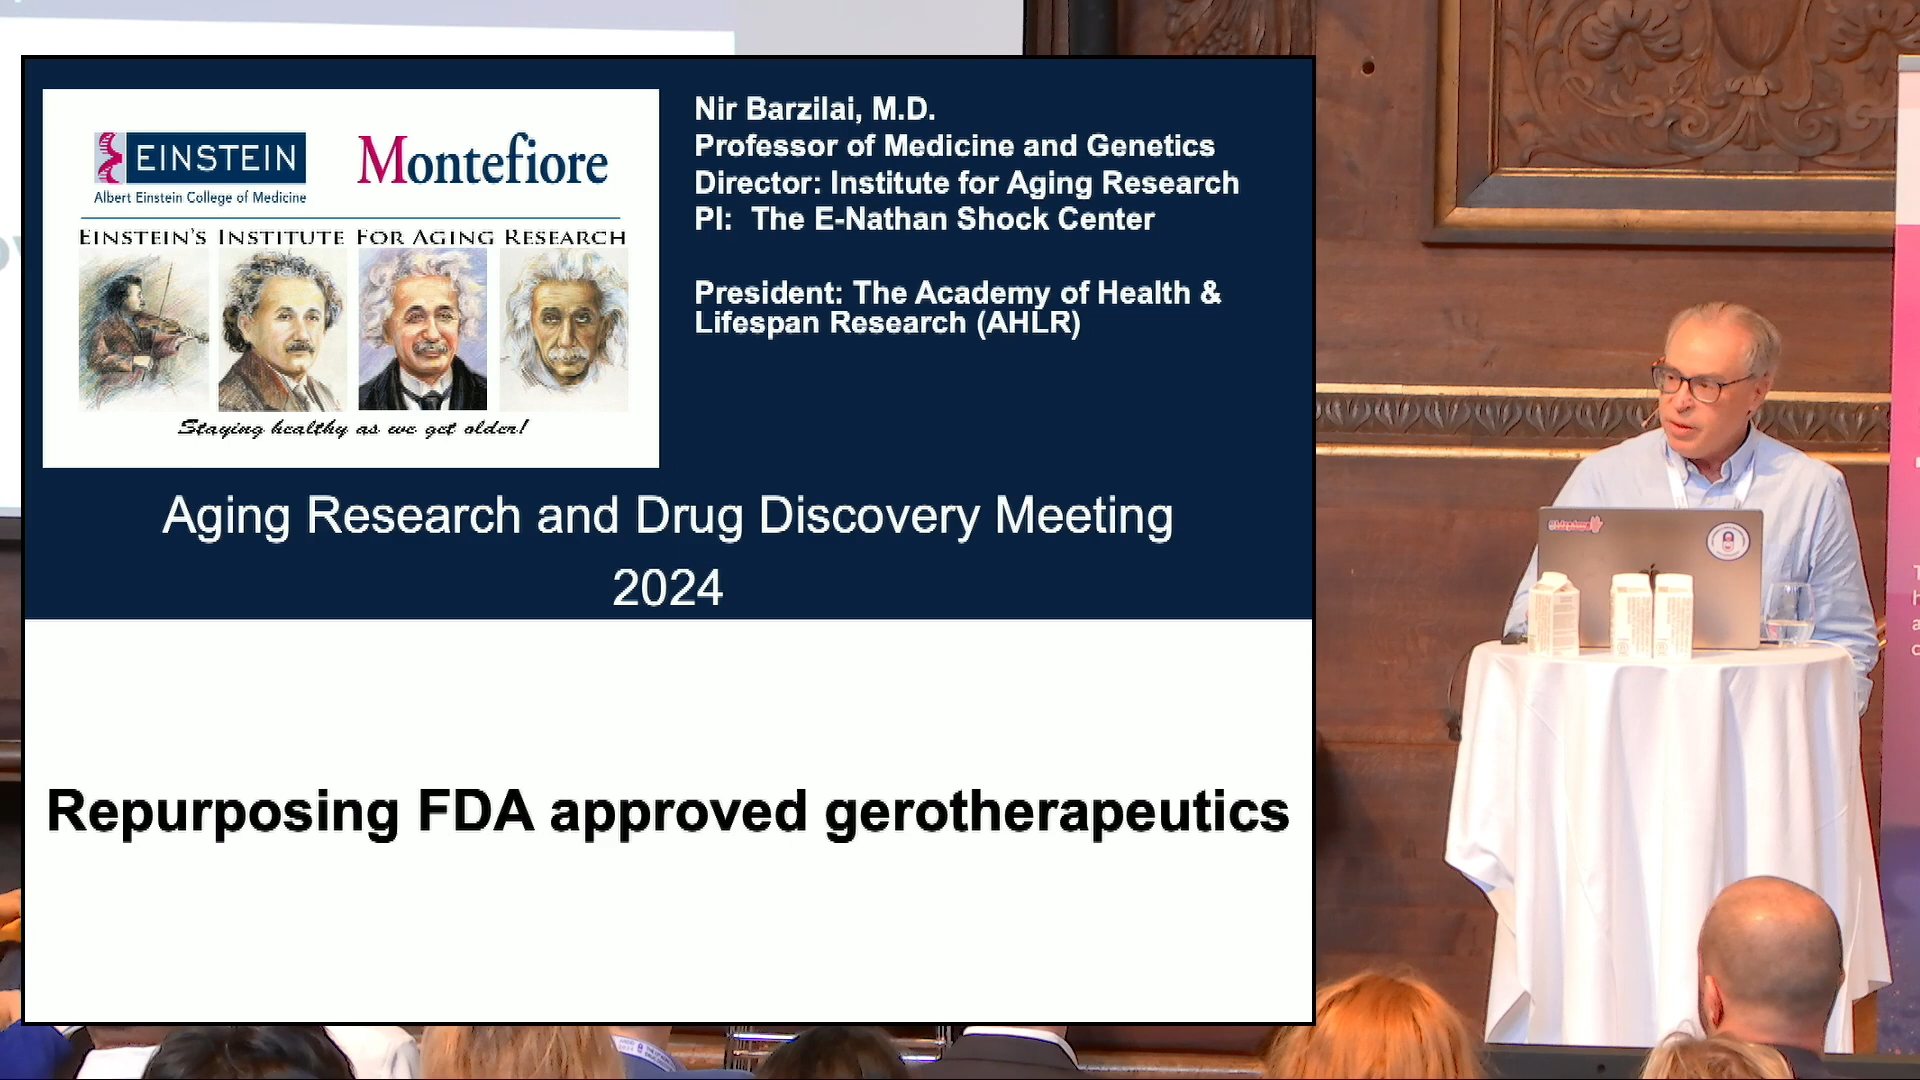 EINSTEIN
Albert Einstein College of Medicine
Montefiore
EINSTEIN'S INSTITUTE FOR AGING RESEARCH
Staying healthy as we get older!
Nir Barzilai, M.D.
Professor of Medicine and Genetics
Director: Institute for Aging Research
PI: The E-Nathan Shock Center
President: The Academy of Health &
Lifespan Research (AHLR)
Aging Research and Drug Discovery Meeting
2024
Repurposing FDA approved gerotherapeutics